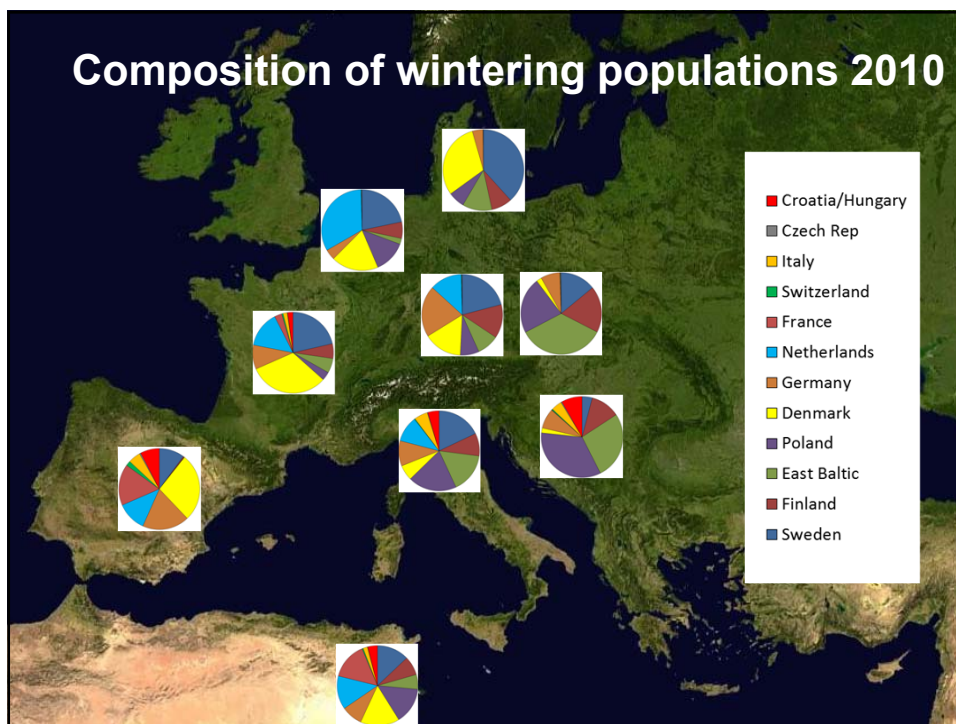 Composition of wintering populations 2010
Croatia/Hungary
Czech Rep
Italy
Switzerland
France
Netherlands
Germany
Denmark
Poland
East Baltic
Finland
Sweden